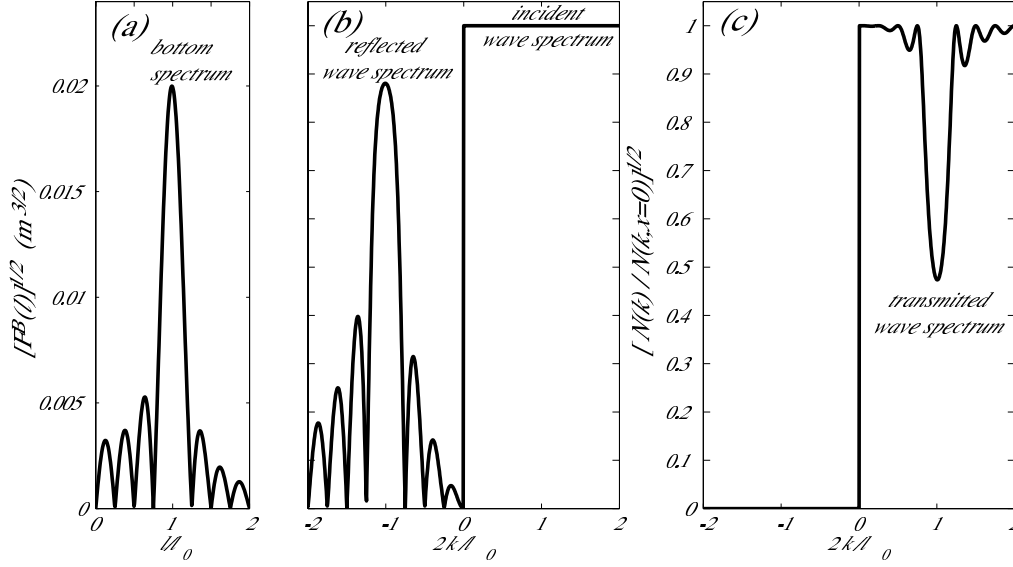 (a)
bottom
spectrum
[F^B(l)]^{1/2} (m^{3/2})
0.02
0.015
0.01
0.005
0
0 1 2
l/l_0
(b)
reflected
wave spectrum
incident
wave spectrum
-2 -1 0 1 2
2k/l_0
(c)
[ N(k) / N(k,x=0)]^{1/2}
1
0.9
0.8
0.7
0.6
0.5
0.4
0.3
0.2
0.1
0
transmitted
wave spectrum
-2 -1 0 1 2
2k/l_0